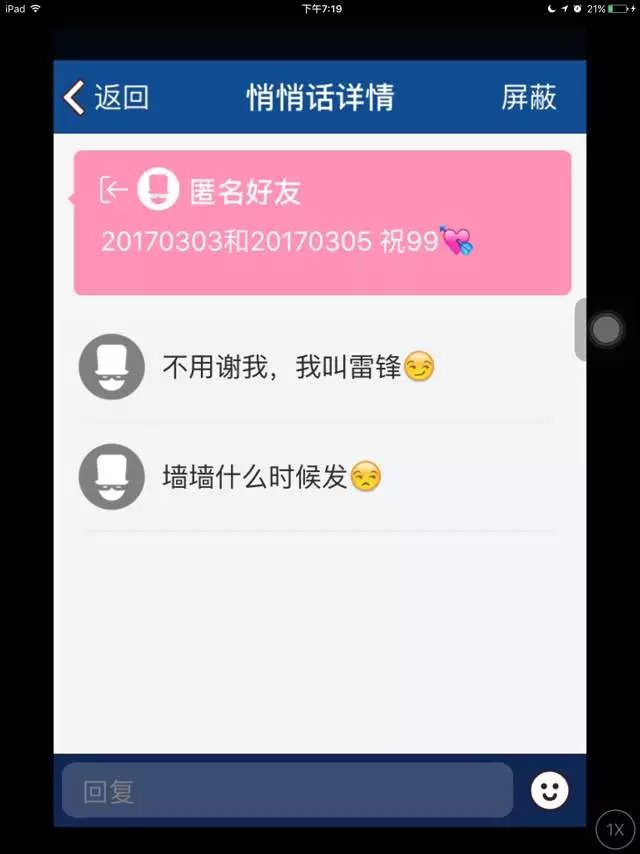 iPad 下午7:19 21%
返回 悄悄话详情 屏蔽
匿名好友
20170303和20170305 祝99💘
不用谢我，我叫雷锋😏
墙墙什么时候发😒
回复
1X